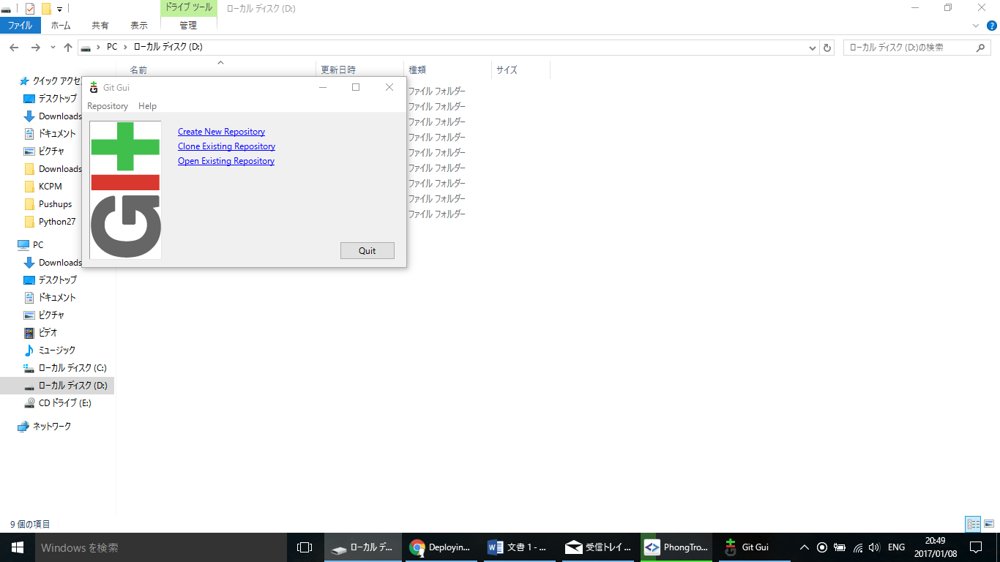 ドライブ ツール ローカル ディスク (D:)
ファイル ホーム 共有 表示 管理
PC ローカル ディスク (D:) ローカル ディスク (D:)の検索
名前 更新日時 種類 サイズ
クイック アクセ
デスクトップ
Downloads
ドキュメント
ピクチャ
Downloads
KCPM
Pushups
Python27
PC
Downloads
デスクトップ
ドキュメント
ピクチャ
ビデオ
ミュージック
ローカル ディスク (C:)
ローカル ディスク (D:)
CD ドライブ (E:)
ネットワーク
Git Gui
Repository Help
Create New Repository
Clone Existing Repository
Open Existing Repository
GIT
Quit
ファイル フォルダー
ファイル フォルダー
ファイル フォルダー
ファイル フォルダー
ファイル フォルダー
ファイル フォルダー
ファイル フォルダー
ファイル フォルダー
ファイル フォルダー
9 個の項目
Windows を検索 ローカル デ... Deployin... 文書 1 - ... 受信トレイ ... PhongTro... Git Gui ENG 20:49
2017/01/08